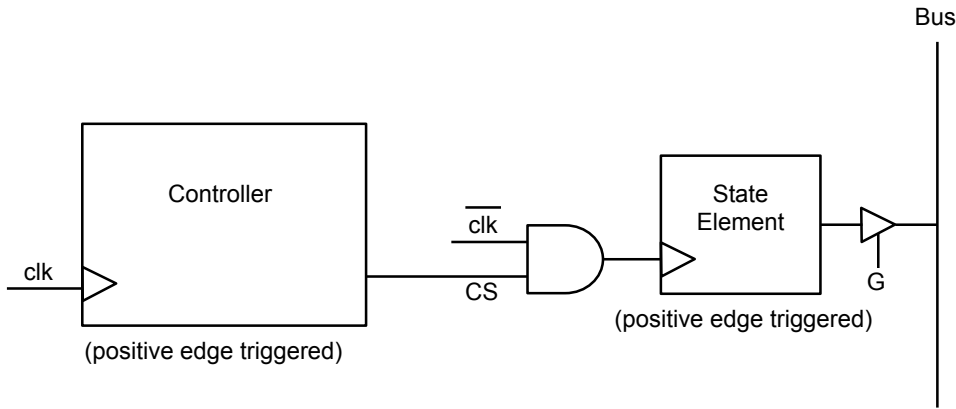 Bus
Controller
State
Element
clk
clk
CS
G
(positive edge triggered)
(positive edge triggered)